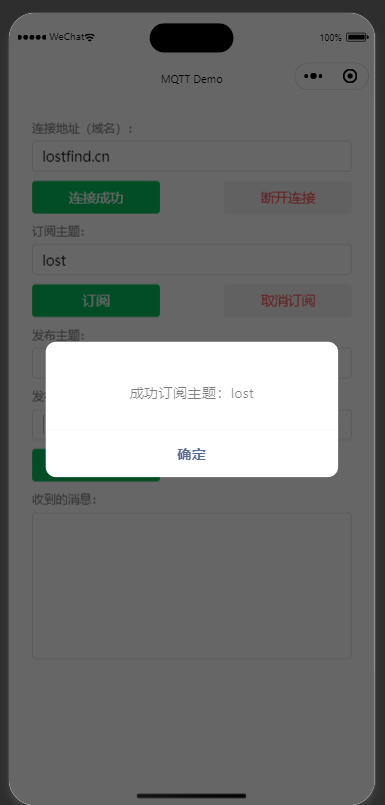 WeChat 100%
MQTT Demo
连接地址（域名）：
lostfind.cn
连接成功 断开连接
订阅主题：
lost
订阅 取消订阅
发布主题：
成功订阅主题：lost
发
确定
收到的消息：